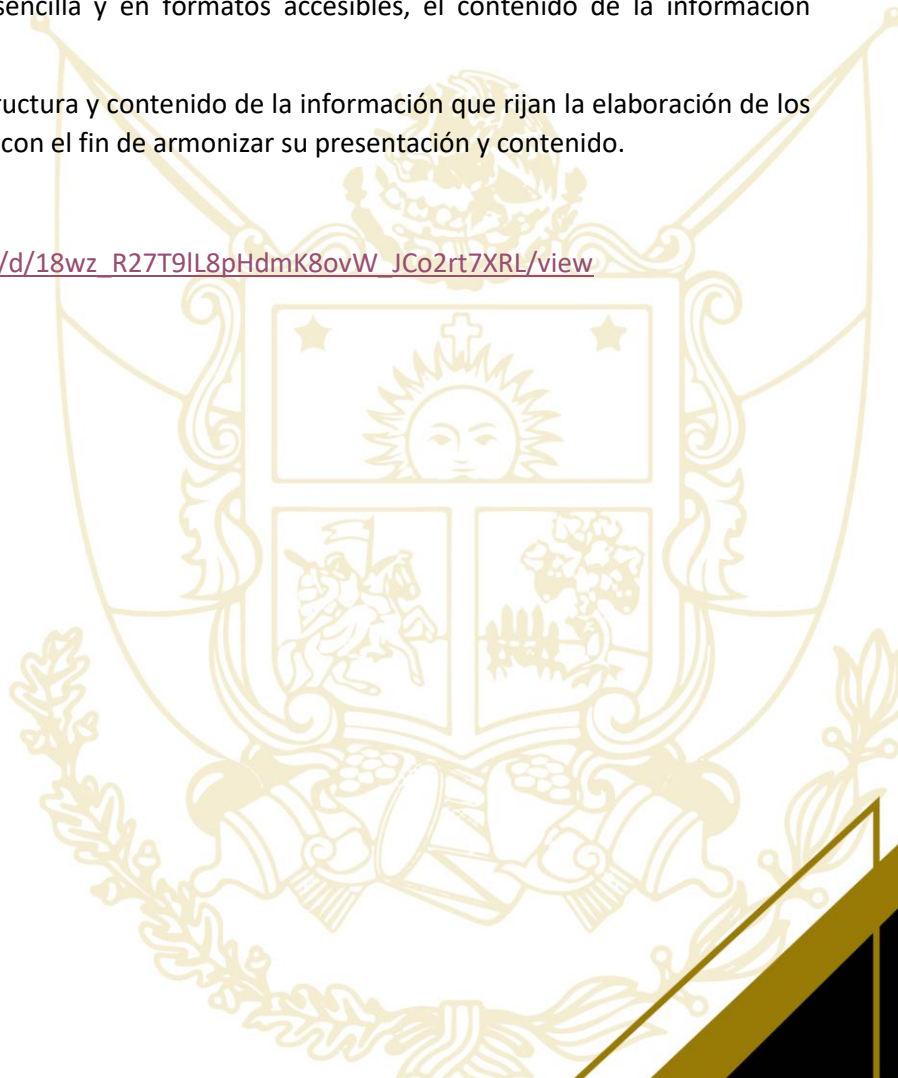 sencilla y en formatos accesibles, el contenido de la información
ructura y contenido de la información que rijan la elaboración de los
con el fin de armonizar su presentación y contenido.
/d/18wz_R27T9lL8pHdmK8ovW_JCo2rt7XRL/view